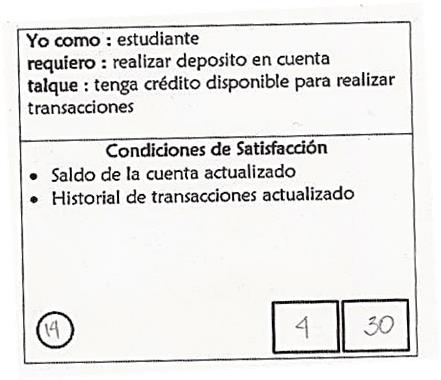 Yo como : estudiante
requiero : realizar deposito en cuenta
talque : tenga crédito disponible para realizar
transacciones
Condiciones de Satisfacción
• Saldo de la cuenta actualizado
• Historial de transacciones actualizado
19 4 30